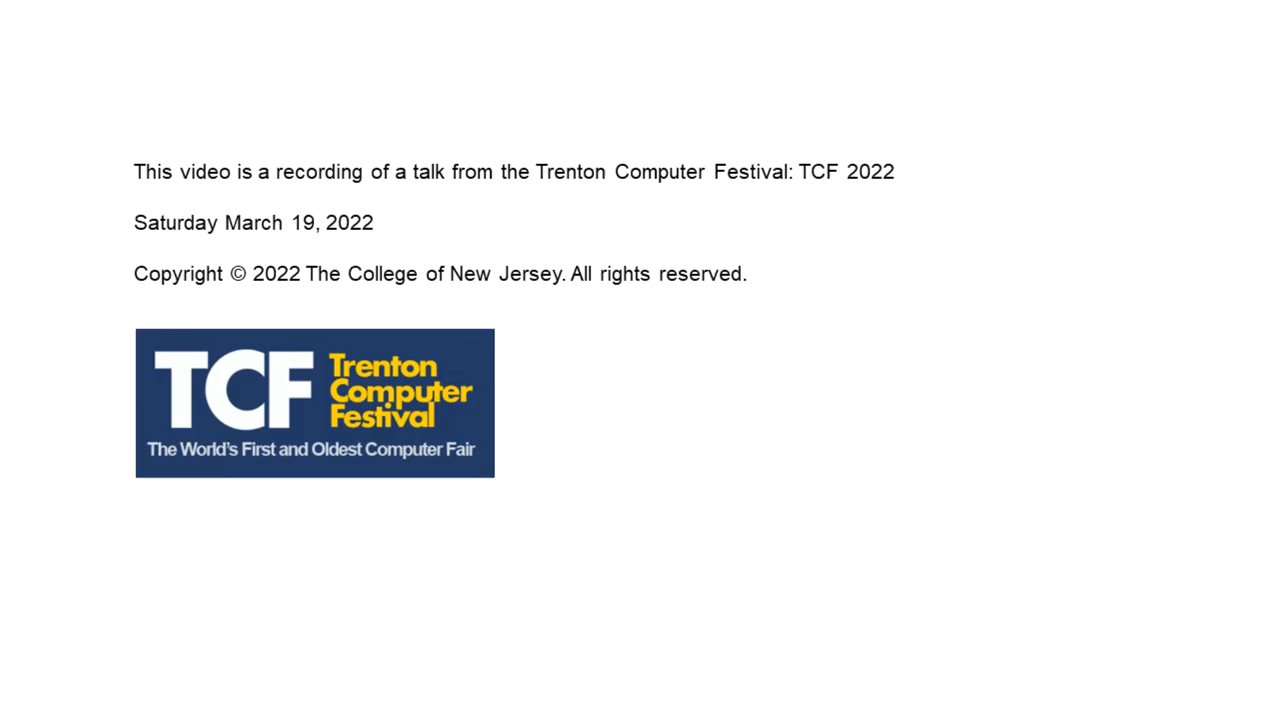 This video is a recording of a talk from the Trenton Computer Festival: TCF 2022
Saturday March 19, 2022
Copyright © 2022 The College of New Jersey. All rights reserved.
TCF
Trenton
Computer
Festival
The World's First and Oldest Computer Fair